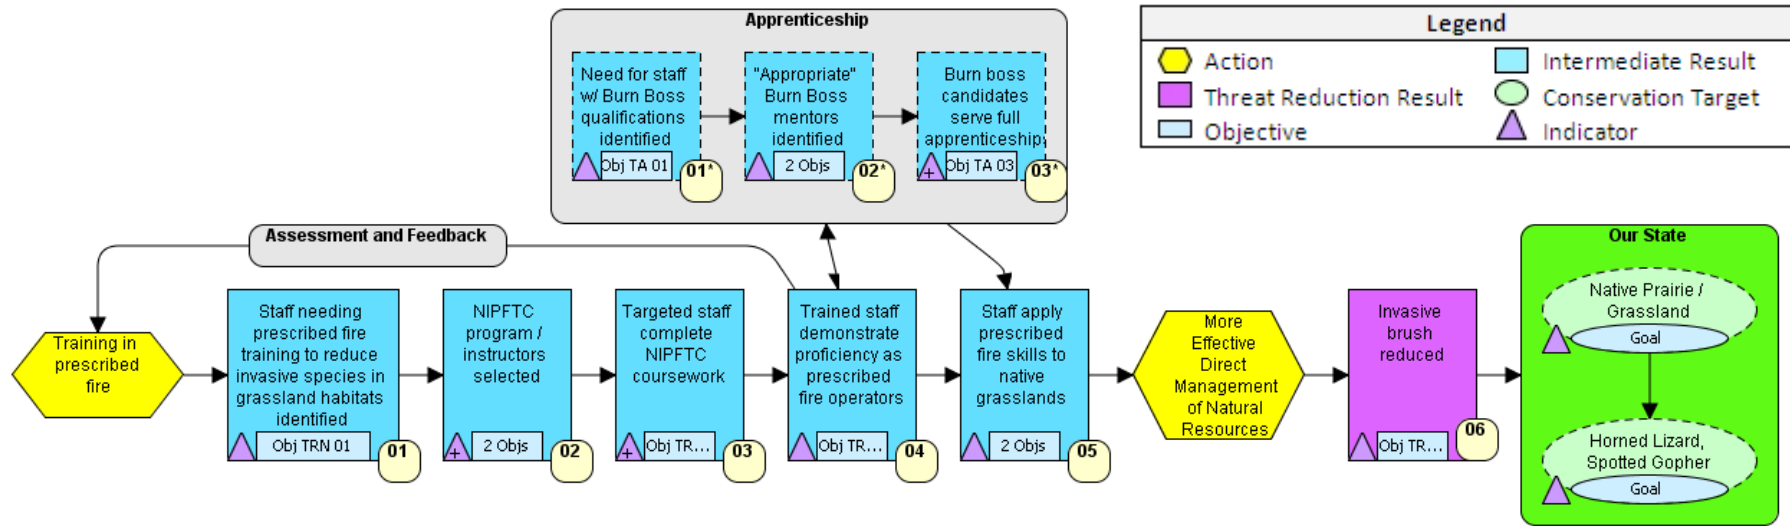 Apprenticeship
Need for staff
w/ Burn Boss
qualifications
identified
Obj TA 01
01*
"Appropriate"
Burn Boss
mentors
identified
2 Objs
02*
Burn boss
candidates
serve full
apprenticeship.
+
Obj TA 03
03*
Legend
Action
Intermediate Result
Threat Reduction Result
Conservation Target
Objective
Indicator
Assessment and Feedback
Training in
prescribed
fire
Staff needing
prescribed fire
training to reduce
invasive species in
grassland habitats
identified
Obj TRN 01
01
NIPFTC
program /
instructors
selected
+
2 Objs
02
Targeted staff
complete
NIPFTC
coursework
+
Obj TR...
03
Trained staff
demonstrate
proficiency as
prescribed
fire operators
Obj TR...
04
Staff apply
prescribed
fire skills to
native
grasslands
2 Objs
05
More
Effective
Direct
Management
of Natural
Resources
Invasive
brush
reduced
Obj TR...
06
Our State
Native Prairie /
Grassland
Goal
Horned Lizard,
Spotted Gopher
Goal